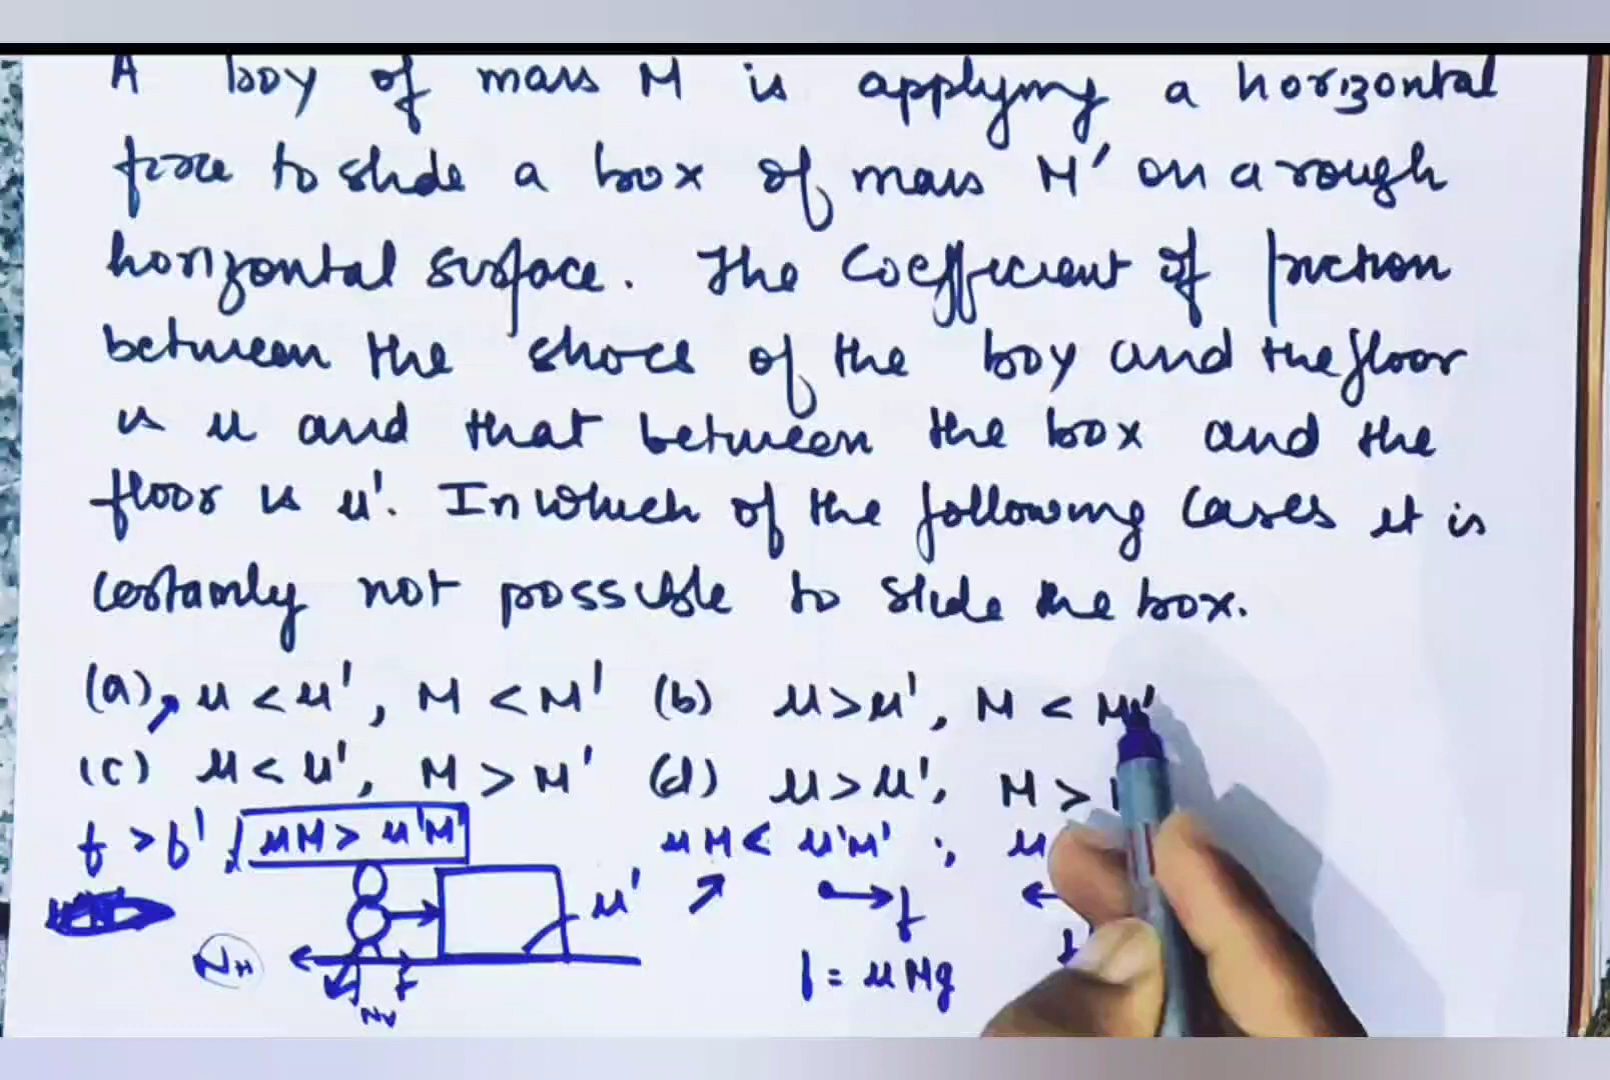 A boy of mass M is applying a horizontal
force to slide a box of mass M' on a rough
horizontal surface. The coefficient of friction
between the shoes of the boy and the floor
is μ and that between the box and the
floor is μ'. In which of the following cases it is
certainly not possible to slide the box.
(a) μ < μ', M < M' (b) μ > μ', M < M'
(c) μ < μ', M > M' (d) μ > μ', M >
f > f' μM > μ'M' μM < μ'M' ; μ
μ' f
N_H f f = μMg
N_V